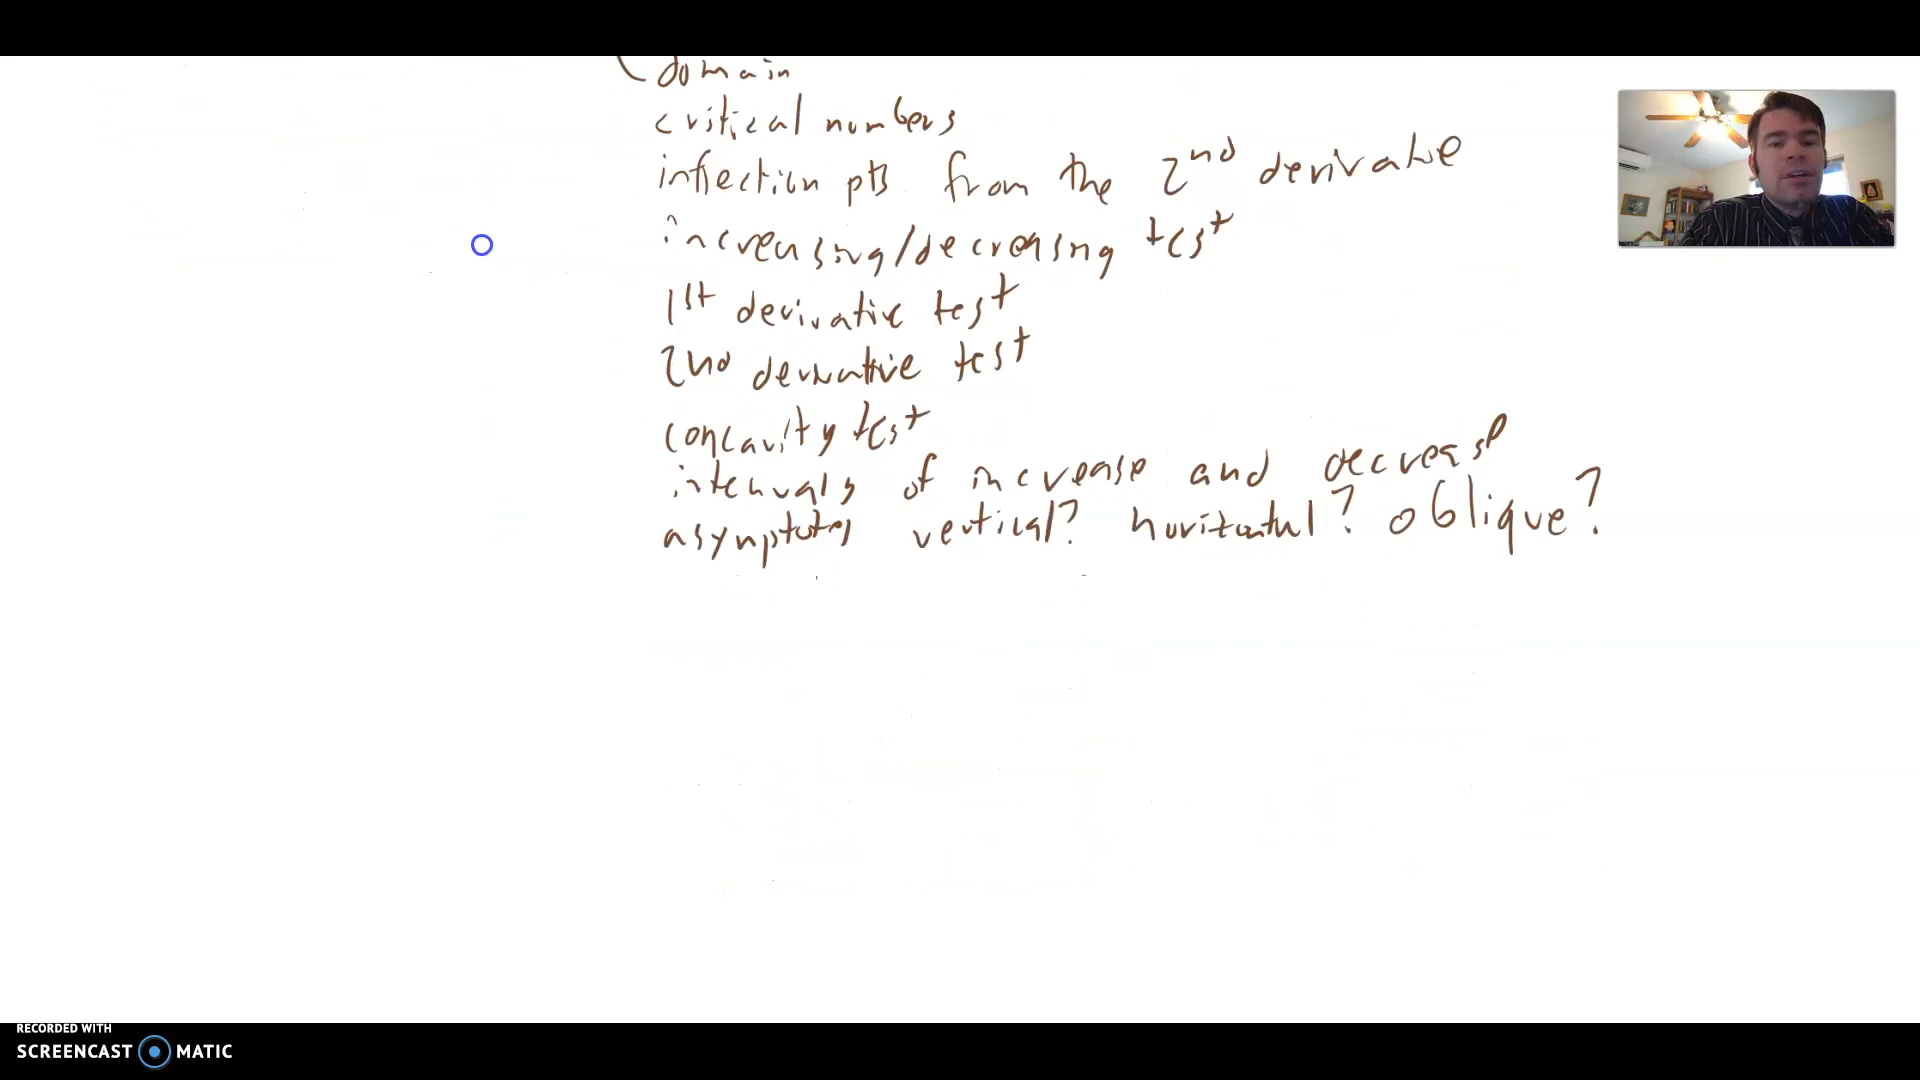 domain
critical numbers
inflection pts from the 2nd derivative
increasing/decreasing test
1st derivative test
2nd derivative test
concavity test
intervals of increase and decrease
asymptotes vertical? horizontal? oblique?
RECORDED WITH
SCREENCAST MATIC